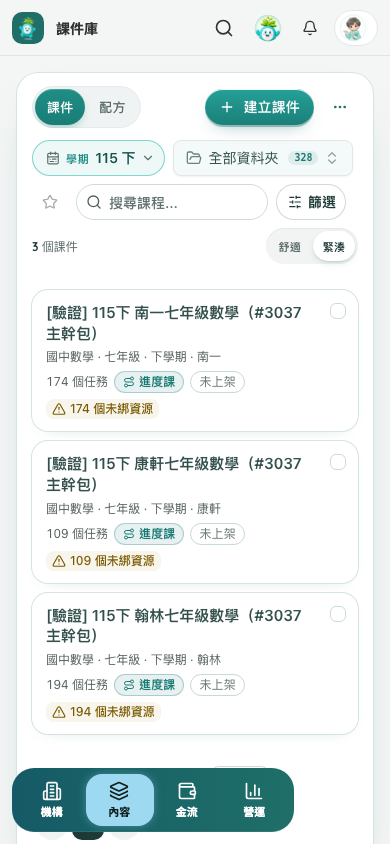 課件庫
課件
配方
建立課件
學期 115 下
全部資料夾 328
搜尋課程...
篩選
3 個課件
舒適
緊湊
[驗證] 115下 南一七年級數學（#3037
主幹包）
國中數學 · 七年級 · 下學期 · 南一
174 個任務 進度課 未上架
174 個未綁資源
[驗證] 115下 康軒七年級數學（#3037
主幹包）
國中數學 · 七年級 · 下學期 · 康軒
109 個任務 進度課 未上架
109 個未綁資源
[驗證] 115下 翰林七年級數學（#3037
主幹包）
國中數學 · 七年級 · 下學期 · 翰林
194 個任務 進度課 未上架
194 個未綁資源
機構
內容
金流
營運